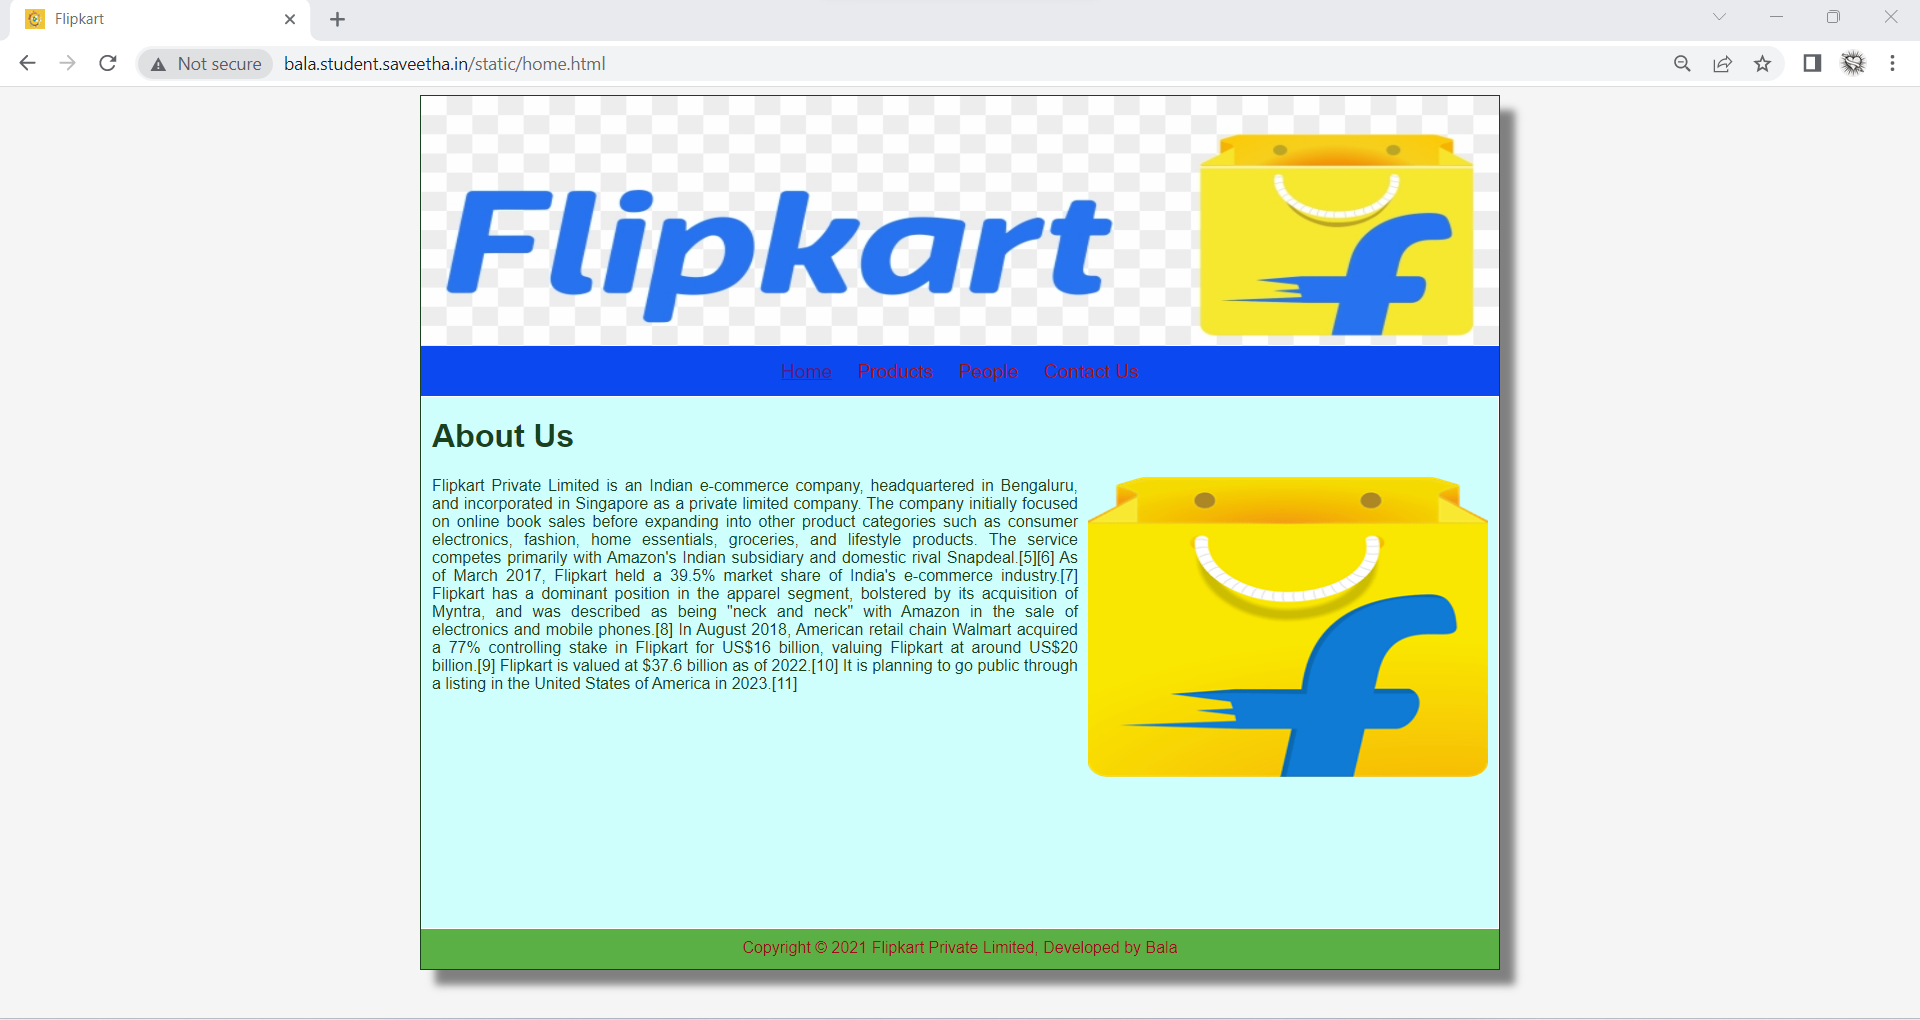 Flipkart
Not secure
bala.student.saveetha.in/static/home.html
Flipkart
f
Home Products People Contact Us
About Us
Flipkart Private Limited is an Indian e-commerce company, headquartered in Bengaluru,
and incorporated in Singapore as a private limited company. The company initially focused
on online book sales before expanding into other product categories such as consumer
electronics, fashion, home essentials, groceries, and lifestyle products. The service
competes primarily with Amazon's Indian subsidiary and domestic rival Snapdeal.[5][6] As
of March 2017, Flipkart held a 39.5% market share of India's e-commerce industry.[7]
Flipkart has a dominant position in the apparel segment, bolstered by its acquisition of
Myntra, and was described as being "neck and neck" with Amazon in the sale of
electronics and mobile phones.[8] In August 2018, American retail chain Walmart acquired
a 77% controlling stake in Flipkart for US$16 billion, valuing Flipkart at around US$20
billion.[9] Flipkart is valued at $37.6 billion as of 2022.[10] It is planning to go public through
a listing in the United States of America in 2023.[11]
f
Copyright © 2021 Flipkart Private Limited, Developed by Bala